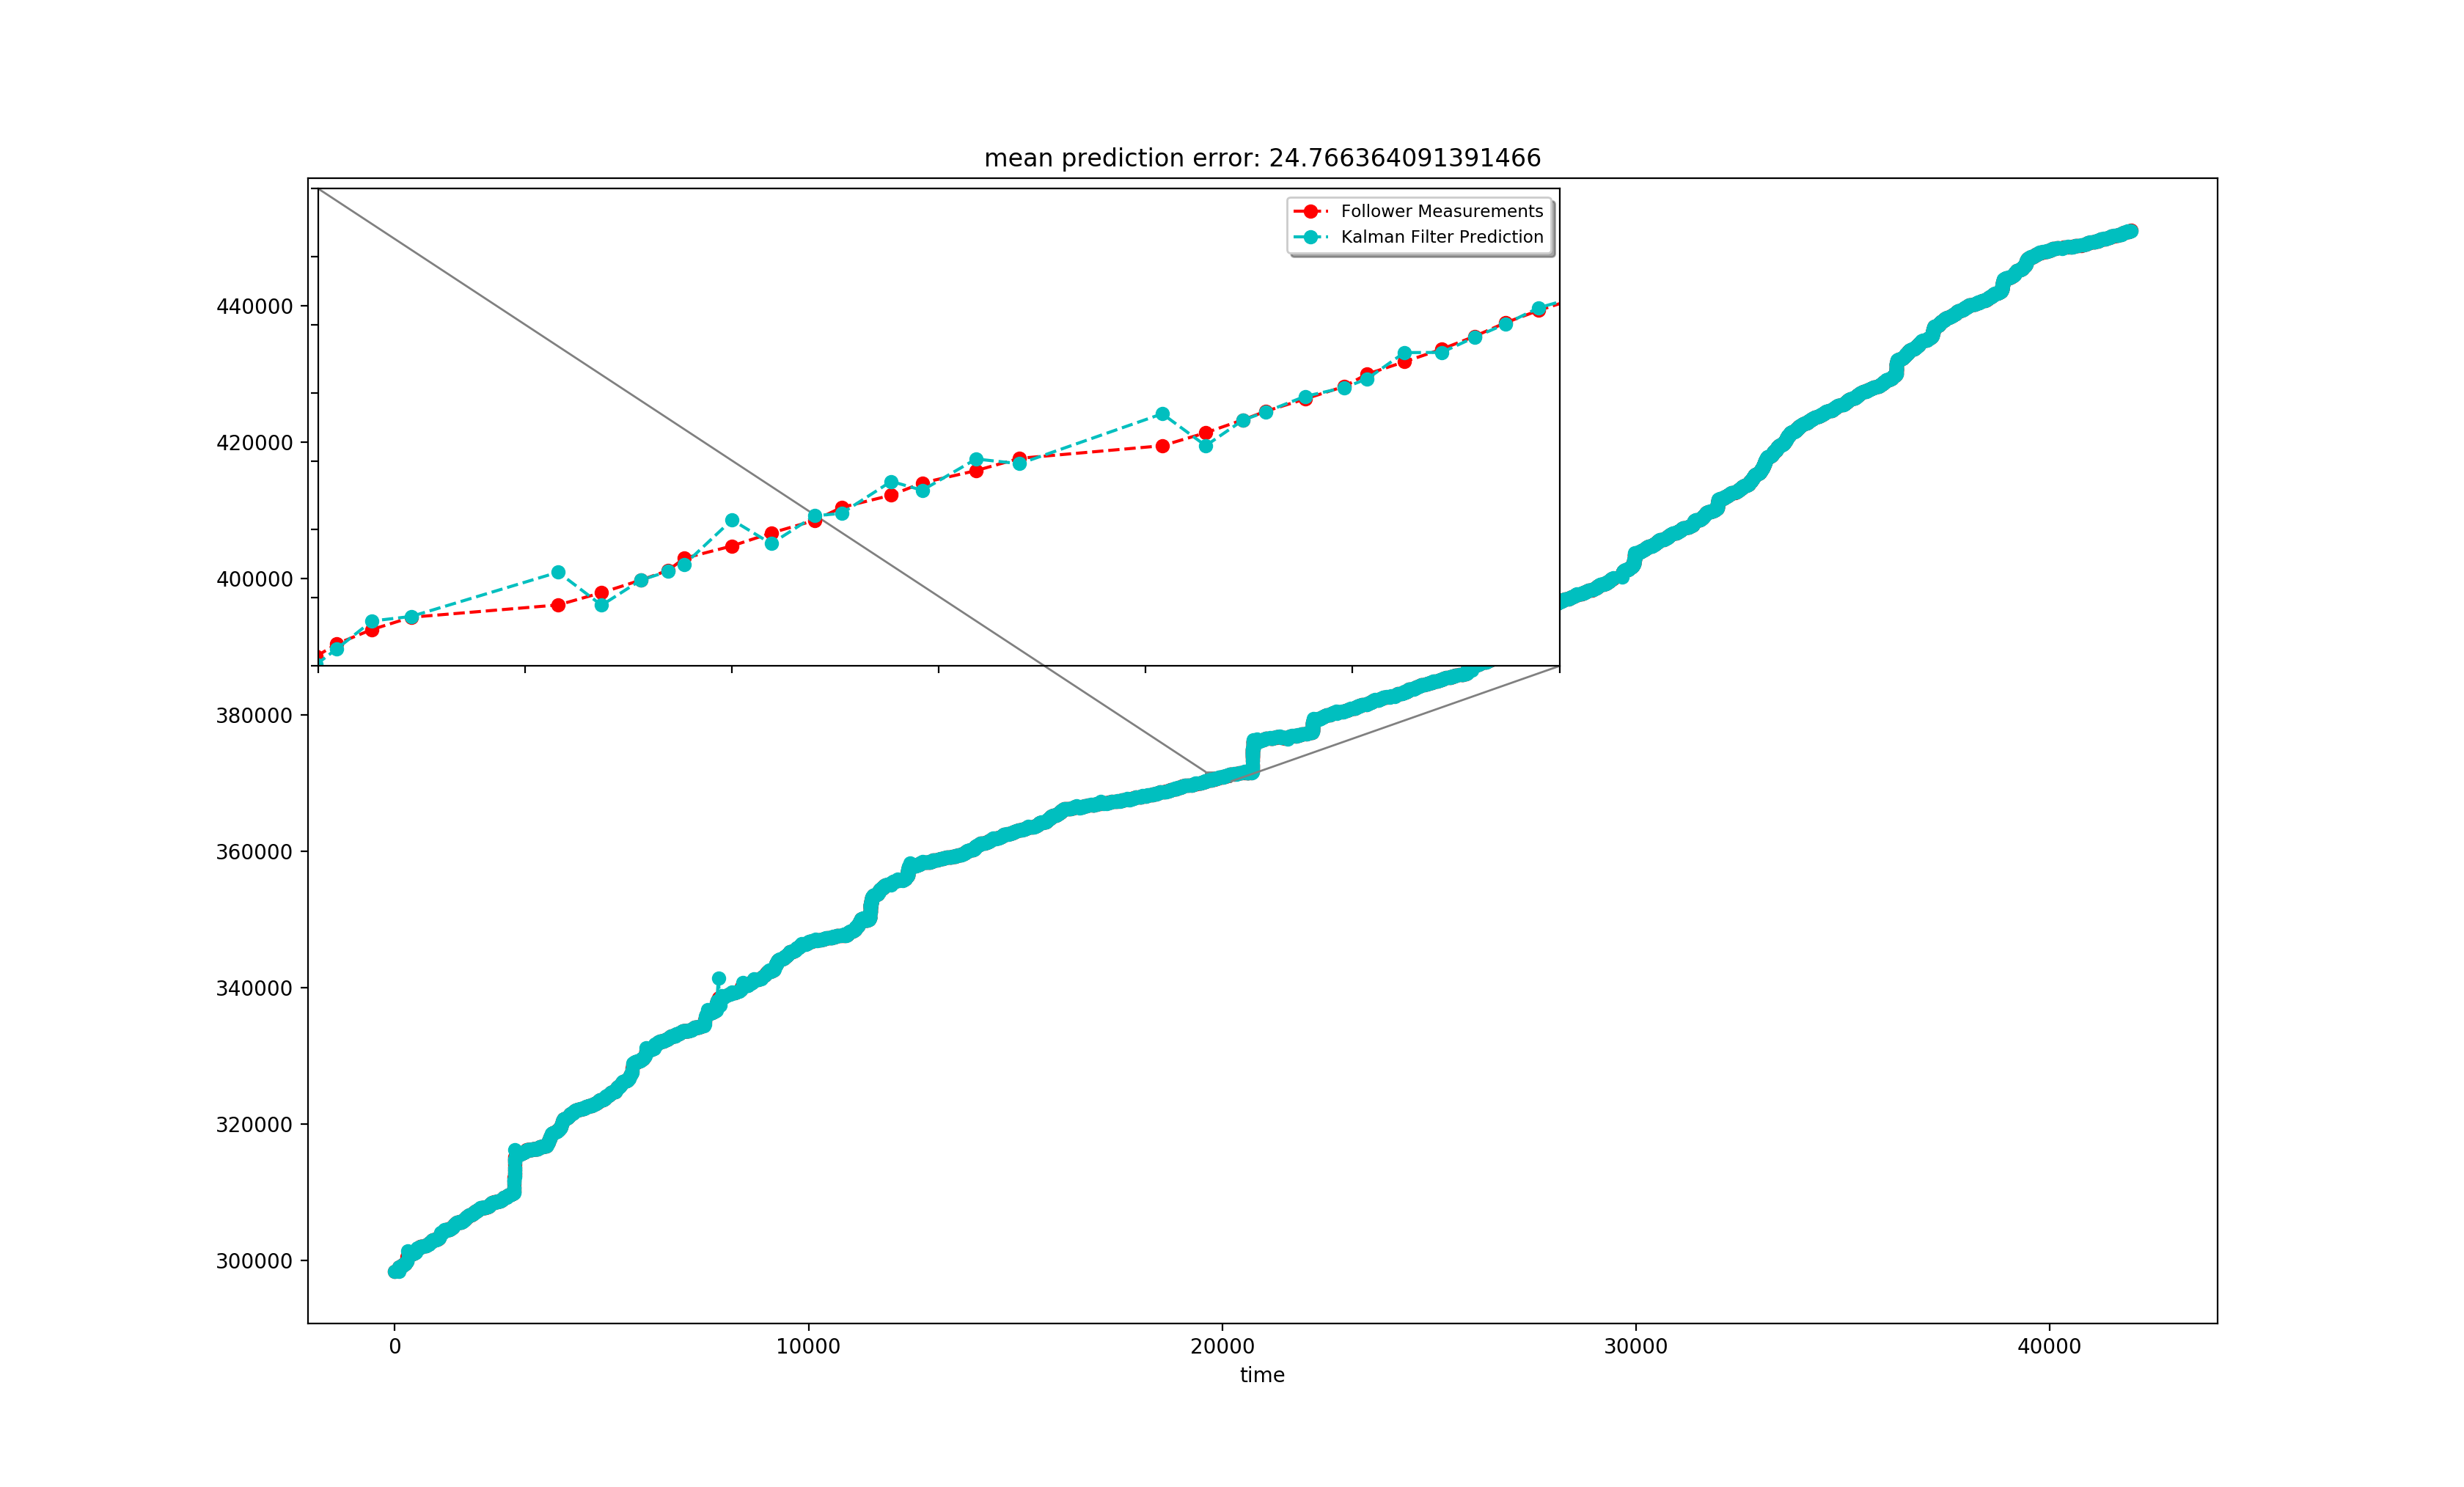 mean prediction error: 24.766364091391466
Follower Measurements
Kalman Filter Prediction
440000
420000
400000
380000
360000
340000
320000
300000
0 10000 20000 30000 40000
time